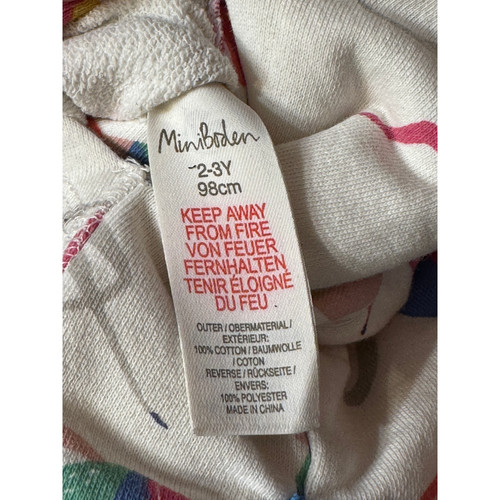 MiniBoden
2-3Y
98cm
KEEP AWAY
FROM FIRE
VON FEUER
FERNHALTEN
TENIR ÉLOIGNÉ
DU FEU
OUTER / OBERMATERIAL /
EXTÉRIEUR:
100% COTTON / BAUMWOLLE
/ COTON
REVERSE / RÜCKSEITE /
ENVERS:
100% POLYESTER
MADE IN CHINA